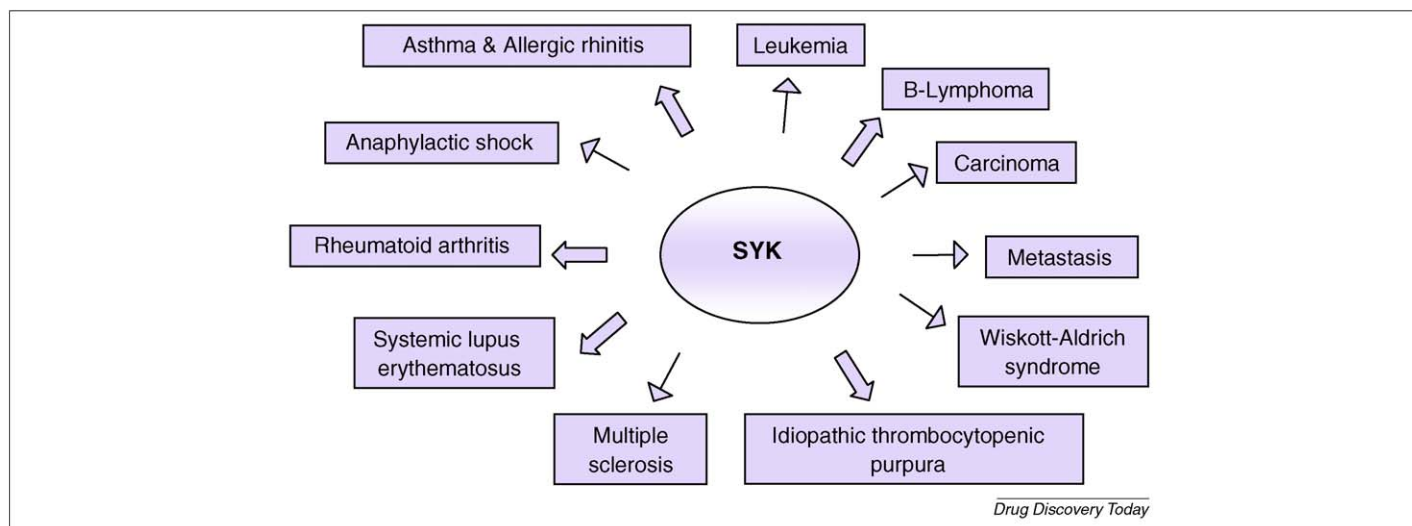 Asthma & Allergic rhinitis
Leukemia
B-Lymphoma
Anaphylactic shock
Carcinoma
Rheumatoid arthritis
SYK
Metastasis
Systemic lupus
erythematosus
Wiskott-Aldrich
syndrome
Multiple
sclerosis
Idiopathic thrombocytopenic
purpura
Drug Discovery Today